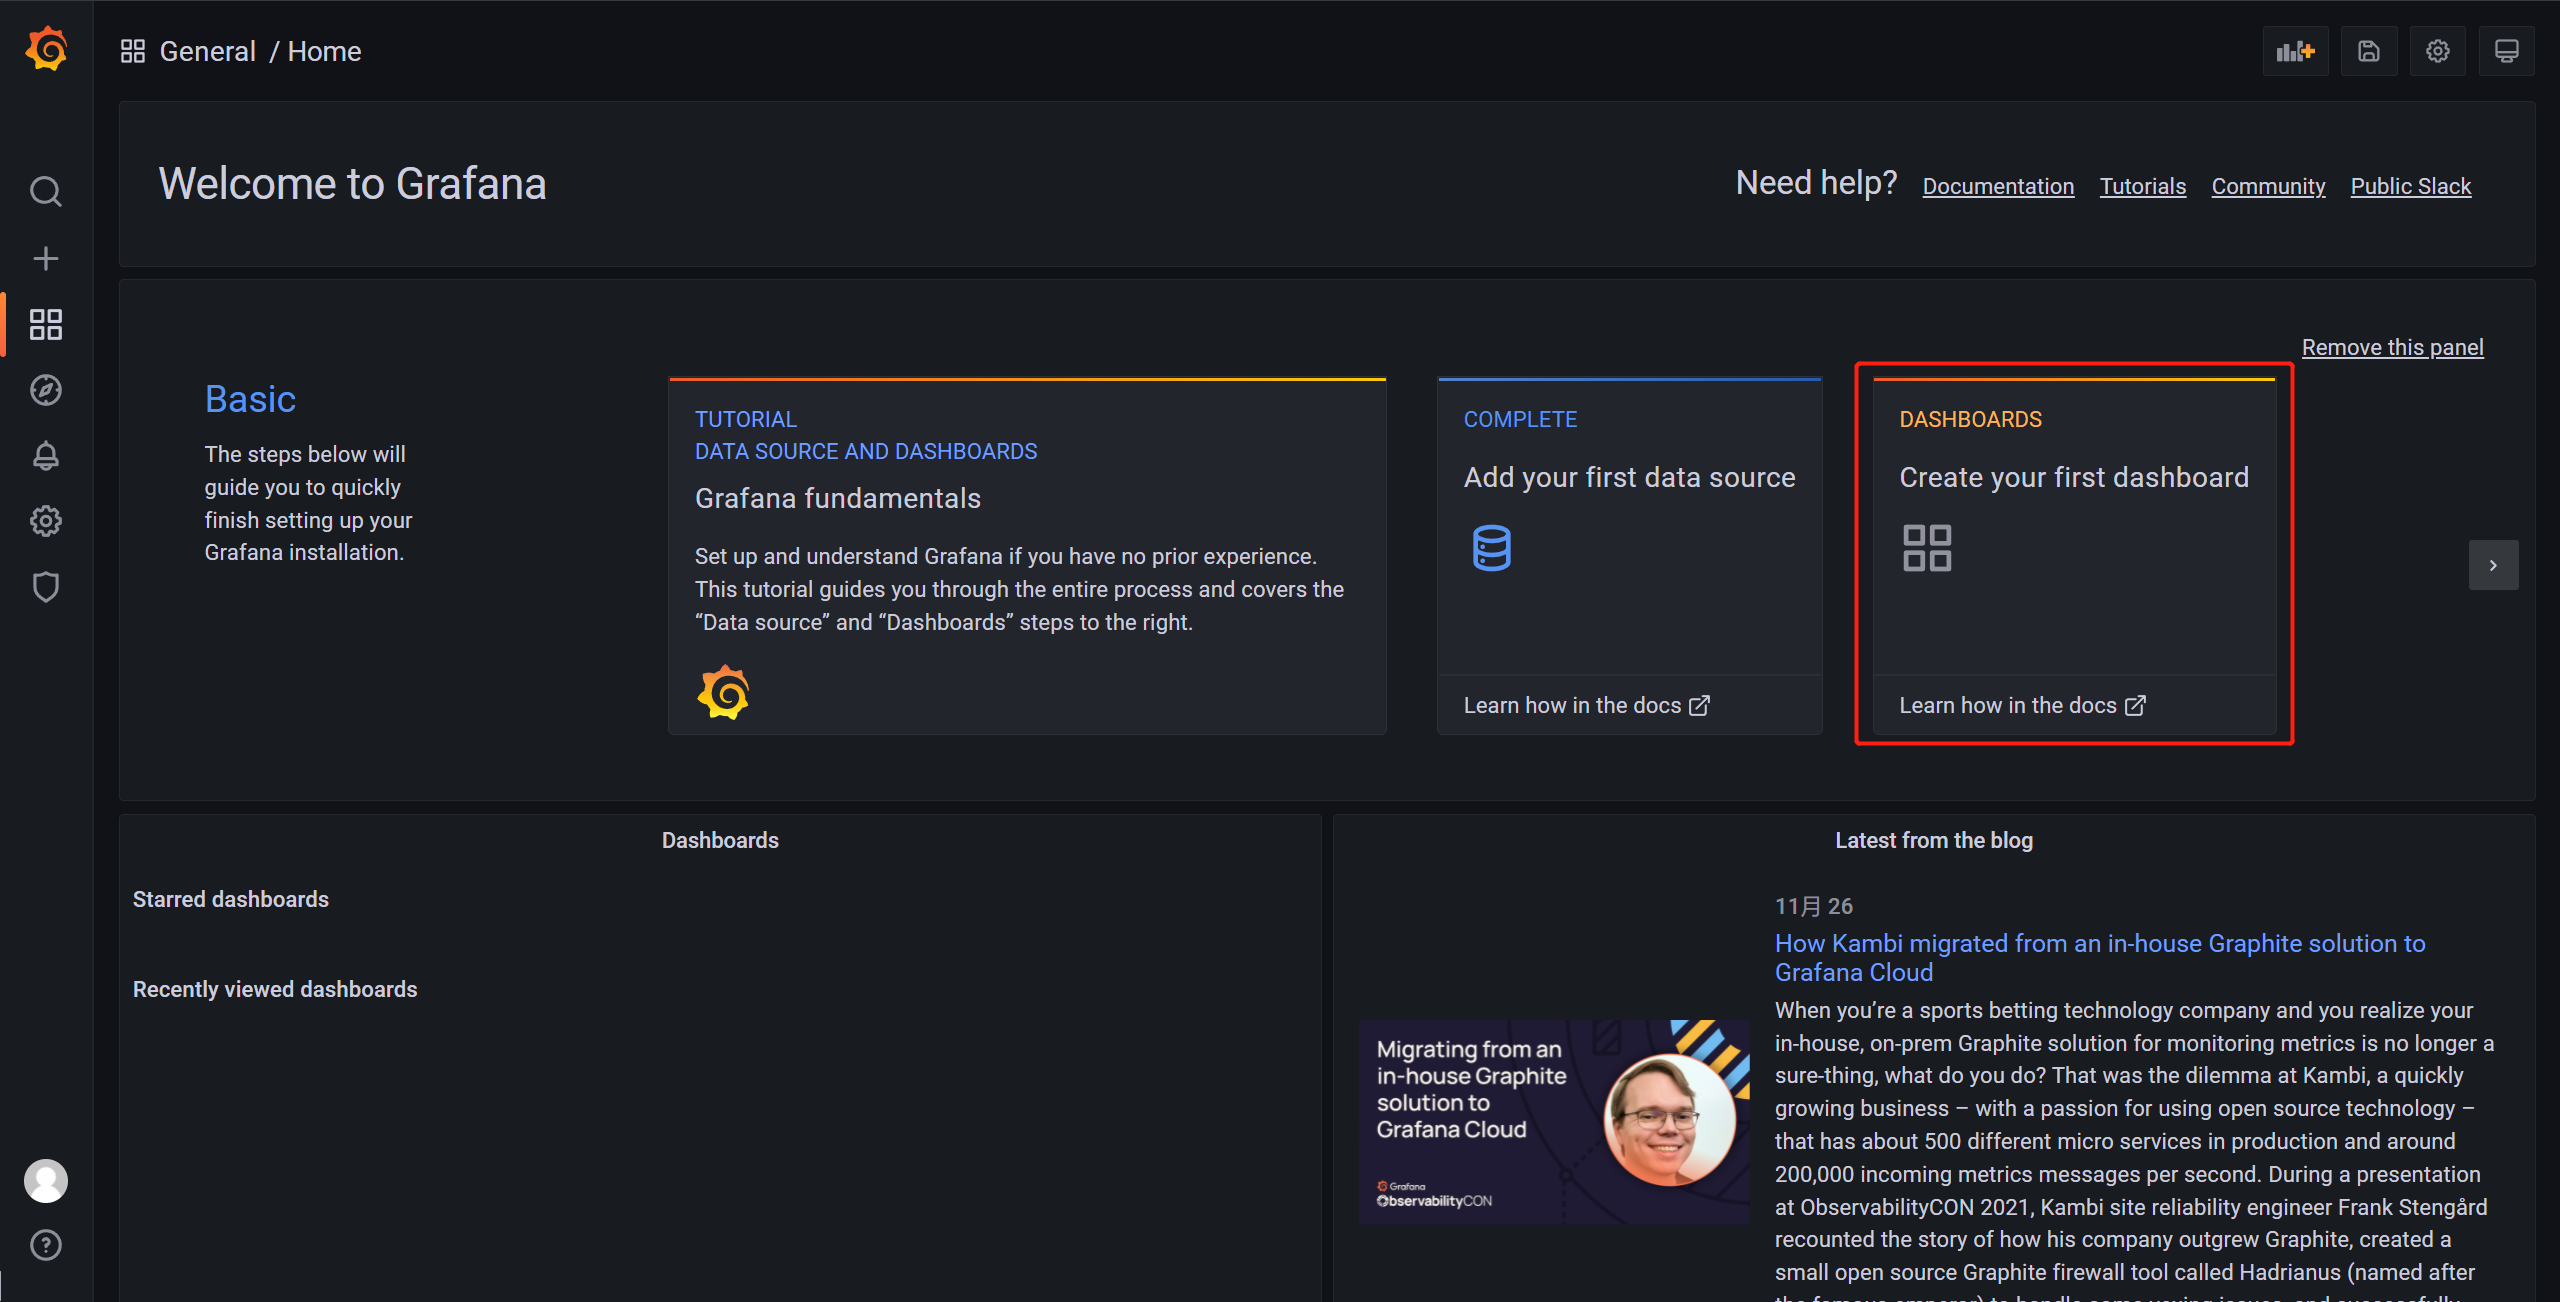 General / Home
Welcome to Grafana
Need help? Documentation Tutorials Community Public Slack
Remove this panel
Basic
The steps below will
guide you to quickly
finish setting up your
Grafana installation.
TUTORIAL
DATA SOURCE AND DASHBOARDS
Grafana fundamentals
Set up and understand Grafana if you have no prior experience.
This tutorial guides you through the entire process and covers the
“Data source” and “Dashboards” steps to the right.
COMPLETE
Add your first data source
Learn how in the docs
DASHBOARDS
Create your first dashboard
Learn how in the docs
Dashboards
Starred dashboards
Recently viewed dashboards
Latest from the blog
Migrating from an
in-house Graphite
solution to
Grafana Cloud
Grafana
ObservabilityCON
11月 26
How Kambi migrated from an in-house Graphite solution to
Grafana Cloud
When you’re a sports betting technology company and you realize your
in-house, on-prem Graphite solution for monitoring metrics is no longer a
sure-thing, what do you do? That was the dilemma at Kambi, a quickly
growing business – with a passion for using open source technology –
that has about 500 different micro services in production and around
200,000 incoming metrics messages per second. During a presentation
at ObservabilityCON 2021, Kambi site reliability engineer Frank Stengård
recounted the story of how his company outgrew Graphite, created a
small open source Graphite firewall tool called Hadrianus (named after